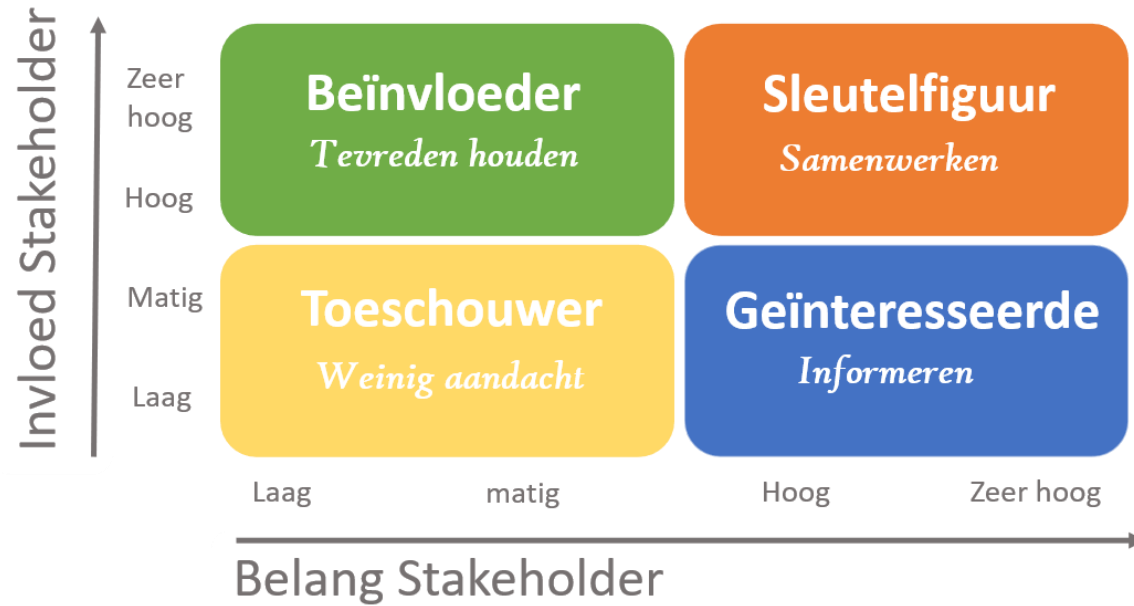 Invloed Stakeholder
Zeer
hoog
Hoog
Matig
Laag
Beïnvloeder
Tevreden houden
Sleutelfiguur
Samenwerken
Toeschouwer
Weinig aandacht
Geïnteresseerde
Informeren
Laag
matig
Hoog
Zeer hoog
Belang Stakeholder